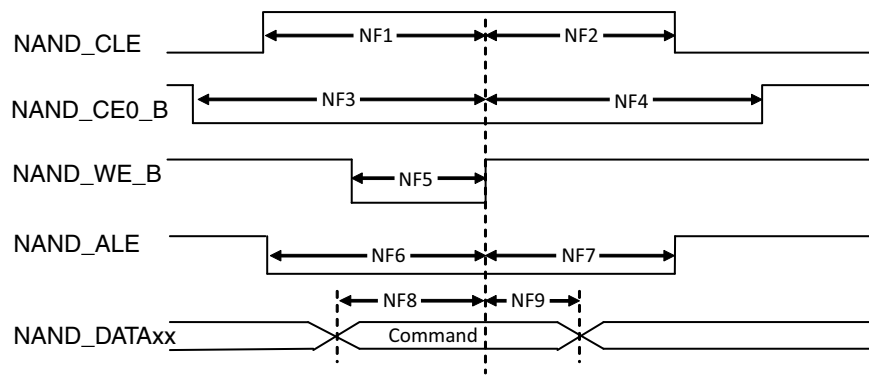 NAND_CLE NF1 NF2
NAND_CE0_B NF3 NF4
NAND_WE_B NF5
NAND_ALE NF6 NF7
NF8 NF9
NAND_DATAxx Command